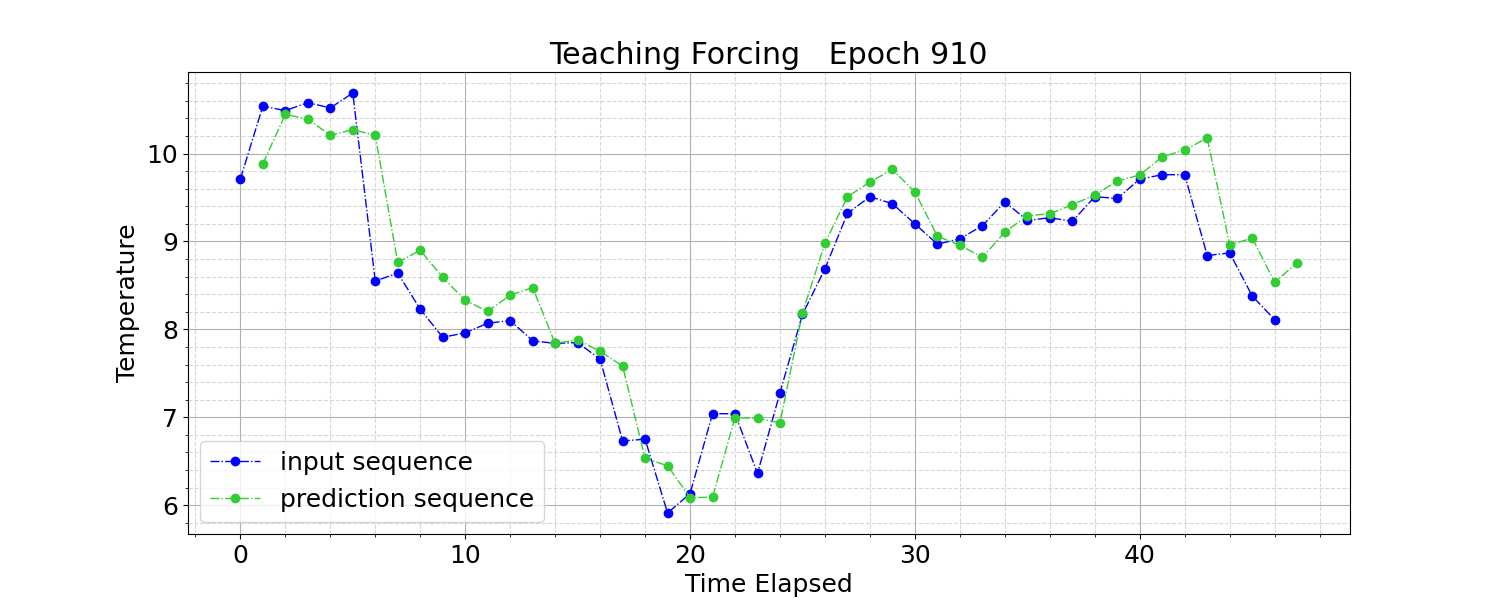 Teaching Forcing   Epoch 910
Temperature
10
9
8
7
6
input sequence
prediction sequence
0 10 20 30 40
Time Elapsed